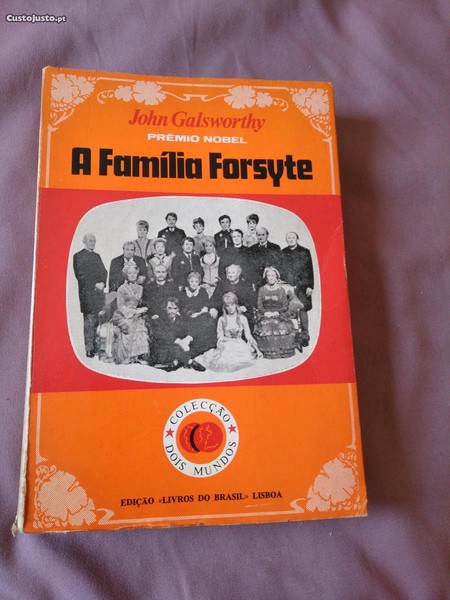 CustoJusto.pt
John Galsworthy
PRÉMIO NOBEL
A Família Forsyte
COLECÇÃO
DOIS MUNDOS
EDIÇÃO «LIVROS DO BRASIL» LISBOA